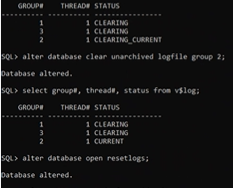 GROUP# THREAD# STATUS
---------- ---------- ----------------
1 1 CLEARING
3 1 CLEARING
2 1 CLEARING_CURRENT
SQL> alter database clear unarchived logfile group 2;
Database altered.
SQL> select group#, thread#, status from v$log;
GROUP# THREAD# STATUS
---------- ---------- ----------------
1 1 CLEARING
3 1 CLEARING
2 1 CURRENT
SQL> alter database open resetlogs;
Database altered.